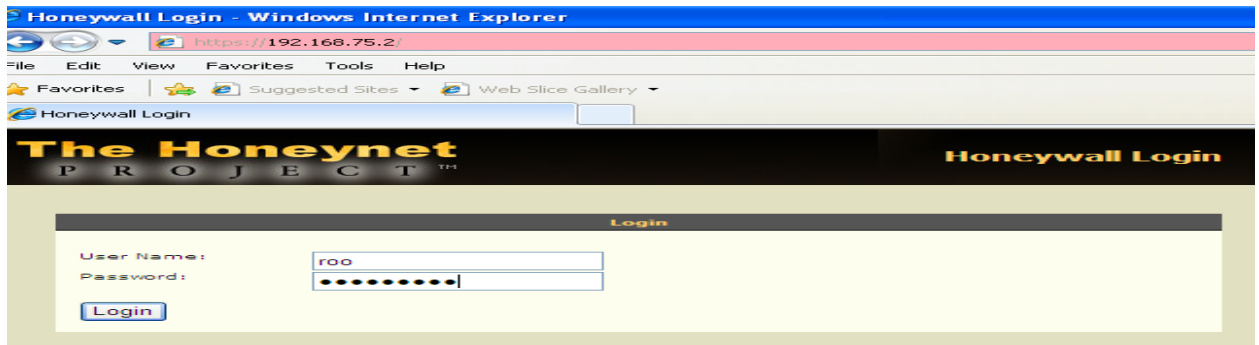 Honeywall Login - Windows Internet Explorer
https://192.168.75.2/
File Edit View Favorites Tools Help
Favorites Suggested Sites Web Slice Gallery
Honeywall Login
The Honeynet
PROJECT™
Honeywall Login
Login
User Name: roo
Password: •••••••••
Login